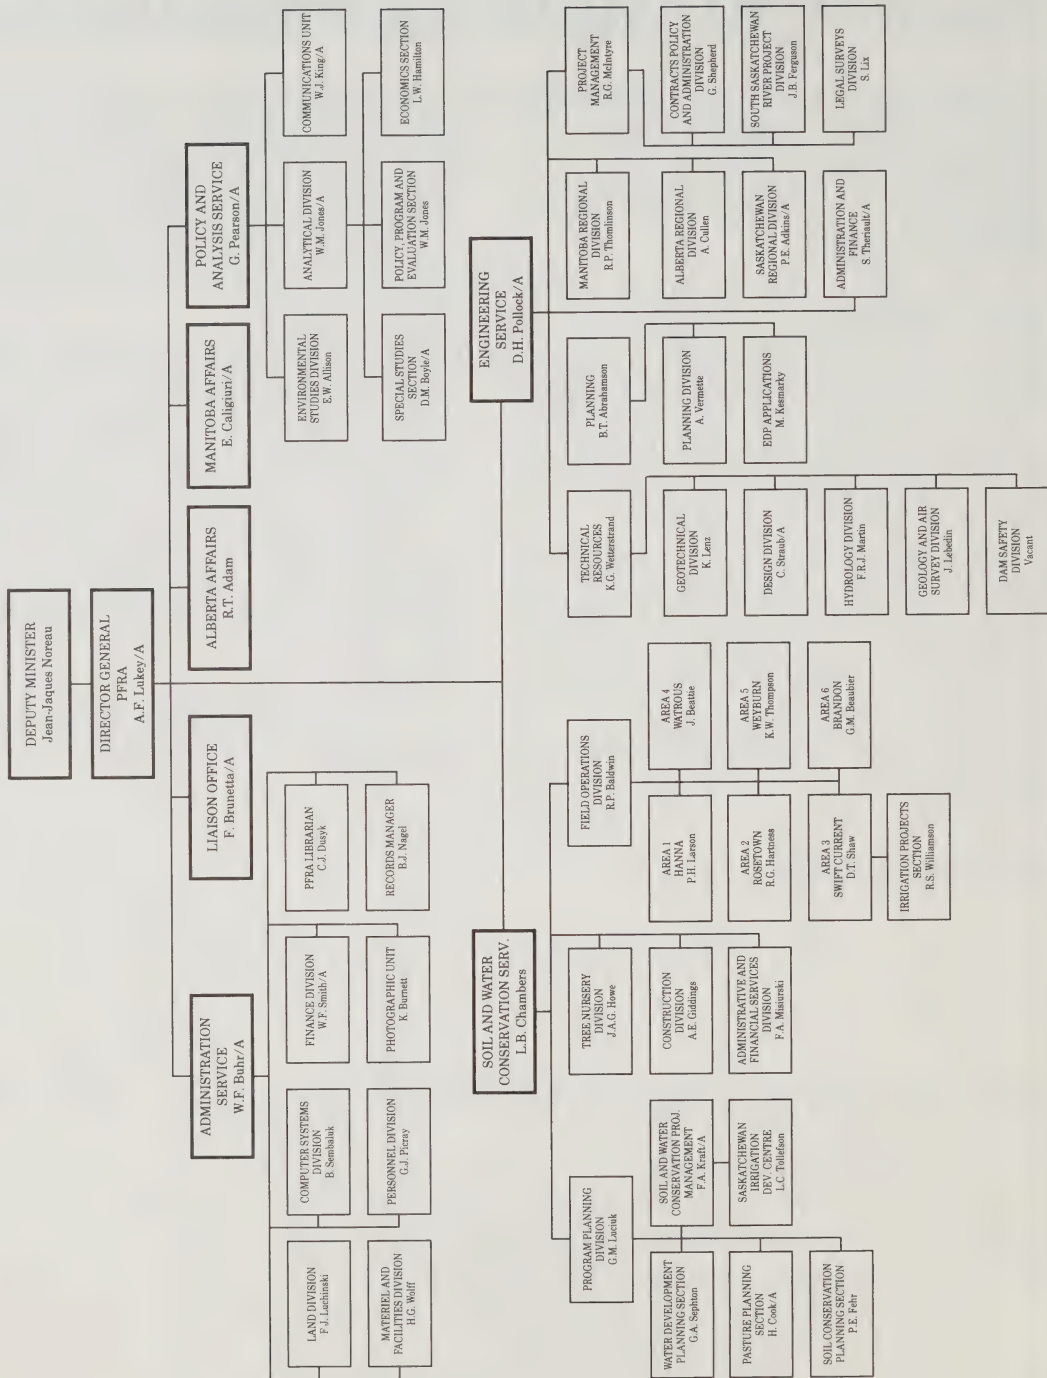 DEPUTY MINISTER
Jean-Jaques Noreau
DIRECTOR GENERAL
PFRA
A.F. Lukey/A
ADMINISTRATION
SERVICE
W.F. Buhr/A
LIAISON OFFICE
F. Brunetta/A
ALBERTA AFFAIRS
R.T. Adam
MANITOBA AFFAIRS
E. Caligiuri/A
POLICY AND
ANALYSIS SERVICE
G. Pearson/A
LAND DIVISION
F.J. Luchinski
COMPUTER SYSTEMS
DIVISION
B. Sembaluk
FINANCE DIVISION
W.F. Smith/A
PFRA LIBRARIAN
C.J. Dusyk
MATERIEL AND
FACILITIES DIVISION
H.G. Wolff
PERSONNEL DIVISION
G.J. Picray
PHOTOGRAPHIC UNIT
K. Burnett
RECORDS MANAGER
B.J. Nagel
ENVIRONMENTAL
STUDIES DIVISION
E.W. Allison
ANALYTICAL DIVISION
W.M. Jones/A
COMMUNICATIONS UNIT
W.J. King/A
SPECIAL STUDIES
SECTION
D.M. Boyle/A
POLICY, PROGRAM AND
EVALUATION SECTION
W.M. Jones
ECONOMICS SECTION
L.W. Hamilton
SOIL AND WATER
CONSERVATION SERV.
L.B. Chambers
PROGRAM PLANNING
DIVISION
G.M. Luciuk
WATER DEVELOPMENT
PLANNING SECTION
G.A. Sephton
SOIL AND WATER
CONSERVATION PROJ.
MANAGEMENT
F.A. Kraft/A
PASTURE PLANNING
SECTION
H. Cook/A
SASKATCHEWAN
IRRIGATION
DEV. CENTRE
L.C. Tollefson
SOIL CONSERVATION
PLANNING SECTION
P.E. Fehr
TREE NURSERY
DIVISION
J.A.G. Howe
CONSTRUCTION
DIVISION
A.E. Giddings
ADMINISTRATIVE AND
FINANCIAL SERVICES
DIVISION
F.A. Misiurski
FIELD OPERATIONS
DIVISION
R.P. Baldwin
AREA 1
HANNA
P.H. Larson
AREA 4
WATROUS
J. Beattie
AREA 2
ROSETOWN
R.G. Hartness
AREA 5
WEYBURN
K.W. Thompson
AREA 3
SWIFT CURRENT
D.T. Shaw
AREA 6
BRANDON
G.M. Beaubier
IRRIGATION PROJECTS
SECTION
R.S. Williamson
ENGINEERING
SERVICE
D.H. Pollock/A
TECHNICAL
RESOURCES
K.G. Wetterstrand
GEOTECHNICAL
DIVISION
K. Lenz
DESIGN DIVISION
C. Straub/A
HYDROLOGY DIVISION
F.R.J. Martin
GEOLOGY AND AIR
SURVEY DIVISION
J. Lebedin
DAM SAFETY
DIVISION
Vacant
PLANNING
B.T. Abrahamson
PLANNING DIVISION
A. Vermette
EDP APPLICATIONS
M. Kesmarky
MANITOBA REGIONAL
DIVISION
R.P. Thomlinson
ALBERTA REGIONAL
DIVISION
A. Cullen
SASKATCHEWAN
REGIONAL DIVISION
P.E. Adkins/A
ADMINISTRATION AND
FINANCE
S. Theriault/A
PROJECT
MANAGEMENT
R.G. McIntyre
CONTRACTS POLICY
AND ADMINISTRATION
DIVISION
G. Shepherd
SOUTH SASKATCHEWAN
RIVER PROJECT
DIVISION
J.B. Ferguson
LEGAL SURVEYS
DIVISION
S. Lix